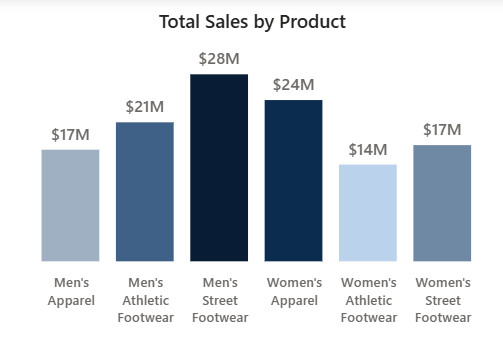 Total Sales by Product
$28M
$24M
$21M
$17M
$17M
$14M
Men's
Apparel
Men's
Athletic
Footwear
Men's
Street
Footwear
Women's
Apparel
Women's
Athletic
Footwear
Women's
Street
Footwear